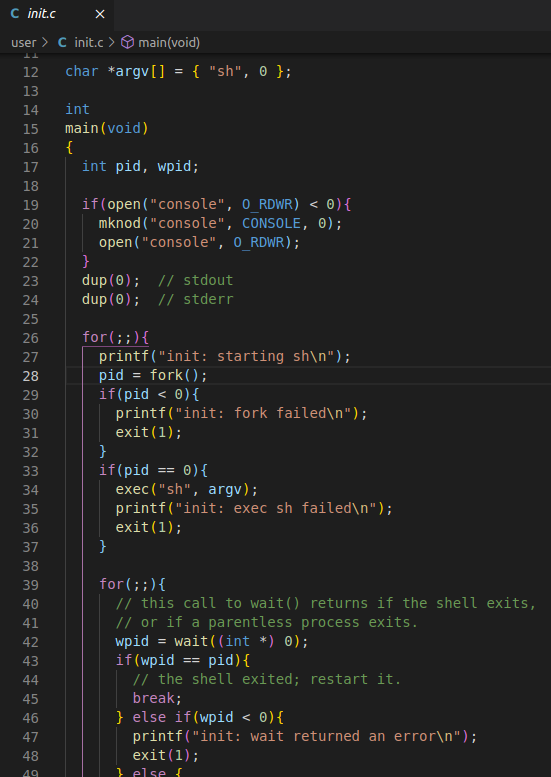 C init.c ×
user > C init.c > main(void)
11
12 char *argv[] = { "sh", 0 };
13
14 int
15 main(void)
16 {
17   int pid, wpid;
18
19   if(open("console", O_RDWR) < 0){
20     mknod("console", CONSOLE, 0);
21     open("console", O_RDWR);
22   }
23   dup(0);  // stdout
24   dup(0);  // stderr
25
26   for(;;){
27     printf("init: starting sh\n");
28     pid = fork();
29     if(pid < 0){
30       printf("init: fork failed\n");
31       exit(1);
32     }
33     if(pid == 0){
34       exec("sh", argv);
35       printf("init: exec sh failed\n");
36       exit(1);
37     }
38
39     for(;;){
40       // this call to wait() returns if the shell exits,
41       // or if a parentless process exits.
42       wpid = wait((int *) 0);
43       if(wpid == pid){
44         // the shell exited; restart it.
45         break;
46       } else if(wpid < 0){
47         printf("init: wait returned an error\n");
48         exit(1);
49       } else {